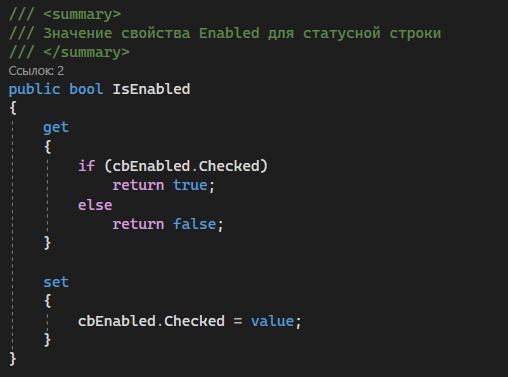 /// <summary>
/// Значение свойства Enabled для статусной строки
/// </summary>
Ссылок: 2
public bool IsEnabled
{
    get
    {
        if (cbEnabled.Checked)
            return true;
        else
            return false;
    }

    set
    {
        cbEnabled.Checked = value;
    }
}